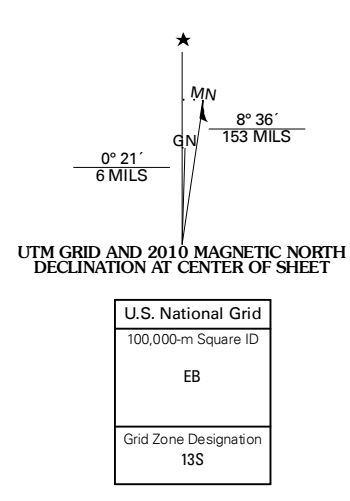 MN
8° 36´
153 MILS
GN
0° 21´
6 MILS
UTM GRID AND 2010 MAGNETIC NORTH
DECLINATION AT CENTER OF SHEET
U.S. National Grid
100,000-m Square ID
EB
Grid Zone Designation
13S